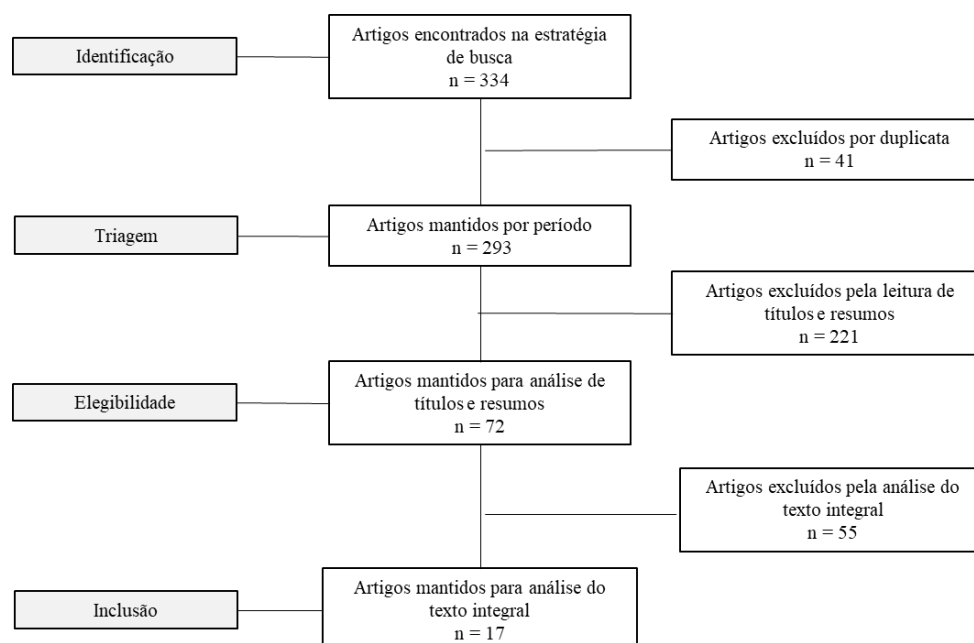 Identificação
Artigos encontrados na estratégia
de busca
n = 334
Artigos excluídos por duplicata
n = 41
Triagem
Artigos mantidos por período
n = 293
Artigos excluídos pela leitura de
títulos e resumos
n = 221
Elegibilidade
Artigos mantidos para análise de
títulos e resumos
n = 72
Artigos excluídos pela análise do
texto integral
n = 55
Inclusão
Artigos mantidos para análise do
texto integral
n = 17